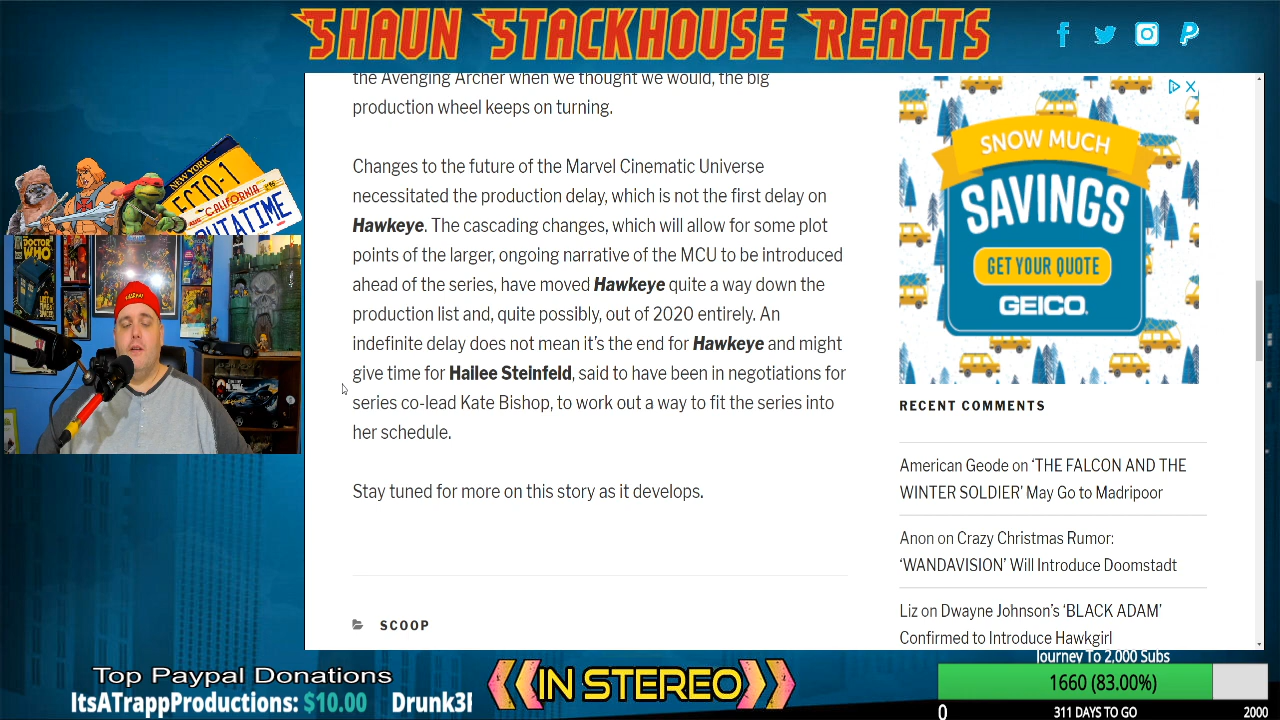 SHAUN STACKHOUSE REACTS
the Avenging Archer when we thought we would, the big
production wheel keeps on turning.
Changes to the future of the Marvel Cinematic Universe
necessitated the production delay, which is not the first delay on
Hawkeye. The cascading changes, which will allow for some plot
points of the larger, ongoing narrative of the MCU to be introduced
ahead of the series, have moved Hawkeye quite a way down the
production list and, quite possibly, out of 2020 entirely. An
indefinite delay does not mean it's the end for Hawkeye and might
give time for Hailee Steinfeld, said to have been in negotiations for
series co-lead Kate Bishop, to work out a way to fit the series into
her schedule.
Stay tuned for more on this story as it develops.
SCOOP
SNOW MUCH
SAVINGS
GET YOUR QUOTE
GEICO
RECENT COMMENTS
American Geode on ‘THE FALCON AND THE
WINTER SOLDIER’ May Go to Madripoor
Anon on Crazy Christmas Rumor:
‘WANDAVISION’ Will Introduce Doomstadt
Liz on Dwayne Johnson’s ‘BLACK ADAM’
Confirmed to Introduce Hawkgirl
NEW YORK
ECTO-1
CALIFORNIA
OUTATIME
DOCTOR
WHO
Top Paypal Donations
ItsATrappProductions: $10.00 Drunk3
IN STEREO
Journey To 2,000 Subs
1660 (83.00%)
0 311 DAYS TO GO 2000